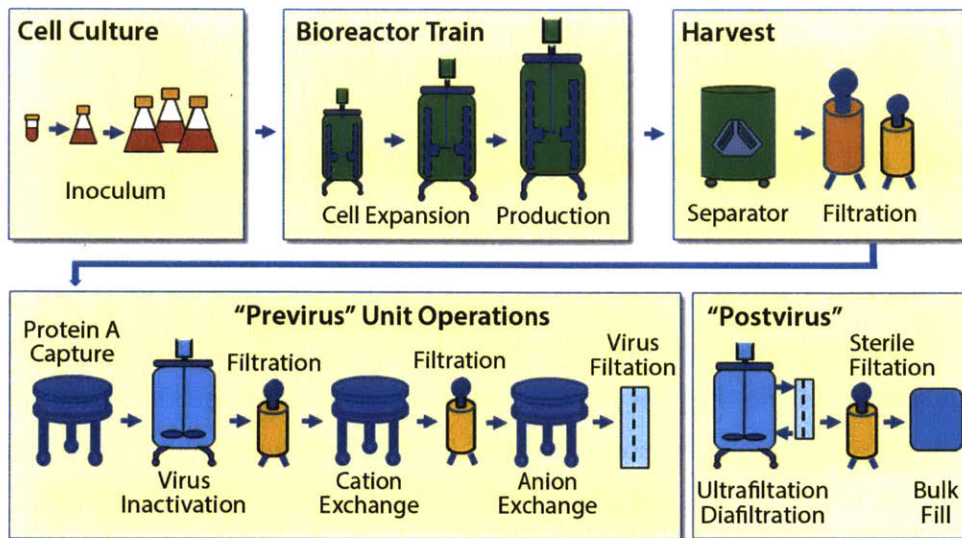 Cell Culture
Inoculum
Bioreactor Train
Cell Expansion
Production
Harvest
Separator
Filtration
"Previrus" Unit Operations
Protein A
Capture
Virus
Inactivation
Filtration
Cation
Exchange
Filtration
Anion
Exchange
Virus
Filtation
"Postvirus"
Ultrafiltation
Diafiltration
Sterile
Filtation
Bulk
Fill